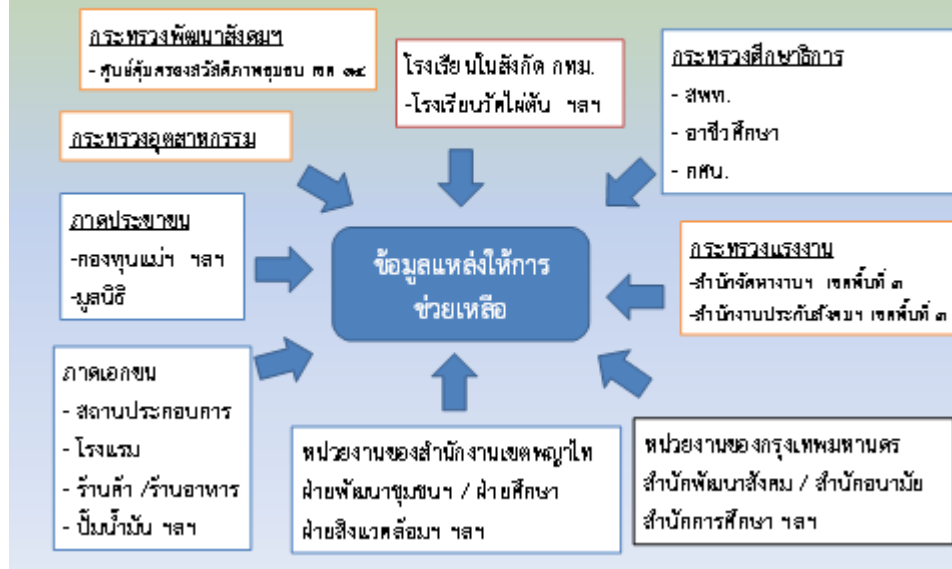 กระทรวงพัฒนาสังคมฯ
- ศูนย์คุ้มครองสวัสดิภาพชุมชน เขต ๑๔
โรงเรียนในสังกัด กทม.
-โรงเรียนวัดไผ่ตัน ฯลฯ
กระทรวงศึกษาธิการ
- สพท.
- อาชีวศึกษา
- กศน.
กระทรวงอุตสาหกรรม
ภาคประชาชน
-กองทุนแม่ฯ ฯลฯ
-มูลนิธิ
ข้อมูลแหล่งให้การ
ช่วยเหลือ
กระทรวงแรงงาน
-สำนักจัดหางานฯ เขตพื้นที่ ๓
-สำนักงานประกันสังคมฯ เขตพื้นที่ ๓
ภาคเอกชน
- สถานประกอบการ
- โรงแรม
- ร้านค้า /ร้านอาหาร
- ปั๊มน้ำมัน ฯลฯ
หน่วยงานของสำนักงานเขตพญาไท
ฝ่ายพัฒนาชุมชนฯ / ฝ่ายศึกษา
ฝ่ายสิ่งแวดล้อมฯ ฯลฯ
หน่วยงานของกรุงเทพมหานคร
สำนักพัฒนาสังคม / สำนักอนามัย
สำนักการศึกษา ฯลฯ